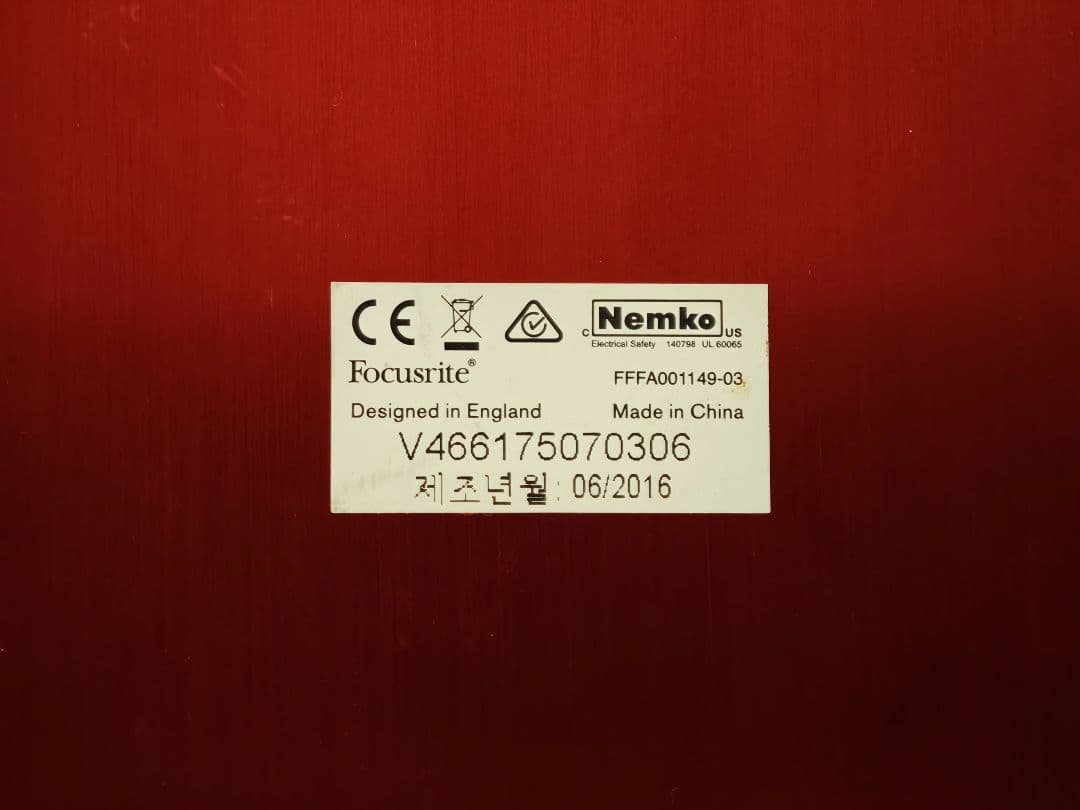 CE
c Nemko US
Electrical Safety 140798 UL 60065
Focusrite® FFFA001149-03
Designed in England Made in China
V466175070306
제조년월: 06/2016